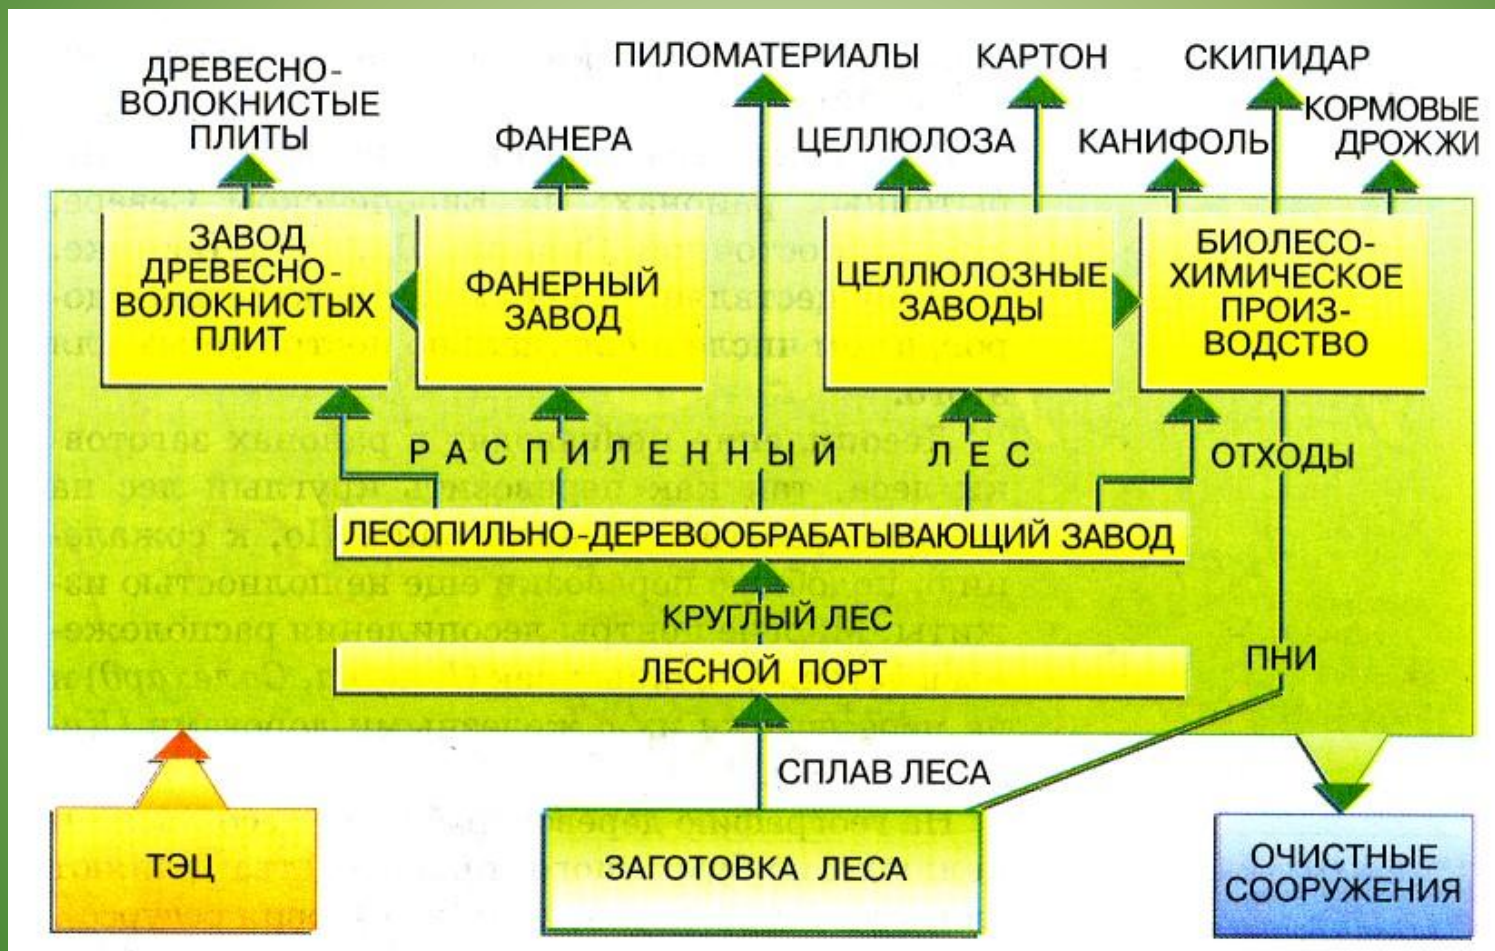 ПИЛОМАТЕРИАЛЫ
КАРТОН
СКИПИДАР
ДРЕВЕСНО-
ВОЛОКНИСТЫЕ
ПЛИТЫ
ФАНЕРА
ЦЕЛЛЮЛОЗА
КАНИФОЛЬ
КОРМОВЫЕ
ДРОЖЖИ
ЗАВОД
ДРЕВЕСНО-
ВОЛОКНИСТЫХ
ПЛИТ
ФАНЕРНЫЙ
ЗАВОД
ЦЕЛЛЮЛОЗНЫЕ
ЗАВОДЫ
БИОЛЕСО-
ХИМИЧЕСКОЕ
ПРОИЗ-
ВОДСТВО
РАСПИЛЕННЫЙ ЛЕС
ОТХОДЫ
ЛЕСОПИЛЬНО-ДЕРЕВООБРАБАТЫВАЮЩИЙ ЗАВОД
КРУГЛЫЙ ЛЕС
ЛЕСНОЙ ПОРТ
ПНИ
СПЛАВ ЛЕСА
ТЭЦ
ЗАГОТОВКА ЛЕСА
ОЧИСТНЫЕ
СООРУЖЕНИЯ